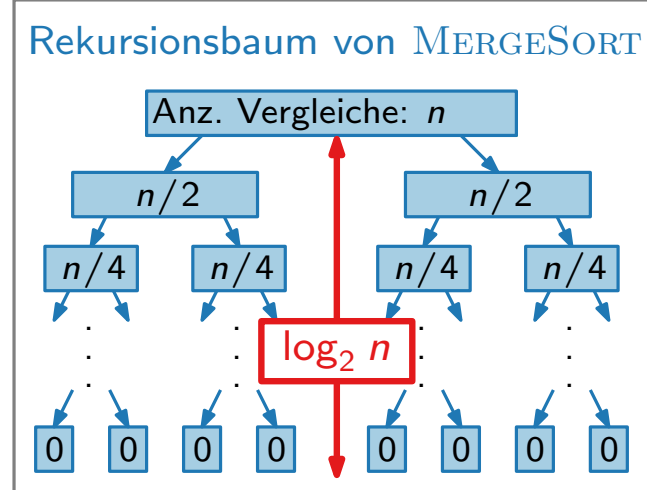 Rekursionsbaum von MERGESORT
Anz. Vergleiche: n
n/2 n/2
n/4 n/4 n/4 n/4
log₂ n
0 0 0 0 0 0 0 0